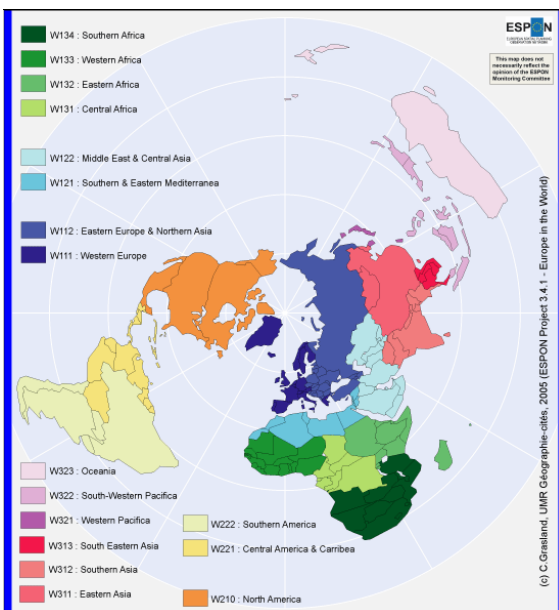 W134 : Southern Africa
W133 : Western Africa
W132 : Eastern Africa
W131 : Central Africa
W122 : Middle East & Central Asia
W121 : Southern & Eastern Mediterranea
W112 : Eastern Europe & Northern Asia
W111 : Western Europe
ESPON
This map does not
necessarily reflect the
opinion of the ESPON
Monitoring Committee
W323 : Oceania
W322 : South-Western Pacifica
W321 : Western Pacifica
W313 : South Eastern Asia
W312 : Southern Asia
W311 : Eastern Asia
W222 : Southern America
W221 : Central America & Carribea
W210 : North America
(c) C.Grasland, UMR Géographie-cités, 2005 (ESPON Project 3.4.1 - Europe in the World)